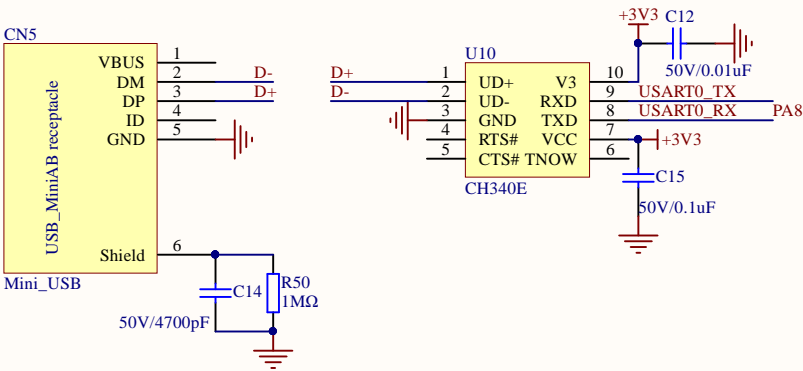 CN5
USB_MiniAB receptacle
VBUS 1
DM 2 D-
DP 3 D+
ID 4
GND 5
Shield 6
Mini_USB
C14
50V/4700pF
R50
1MΩ
U10
D+ 1 UD+
D- 2 UD-
3 GND
4 RTS#
5 CTS#
V3 10
RXD 9 USART0_TX
TXD 8 USART0_RX PA8
VCC 7 +3V3
TNOW 6
CH340E
+3V3
C12
50V/0.01uF
C15
50V/0.1uF